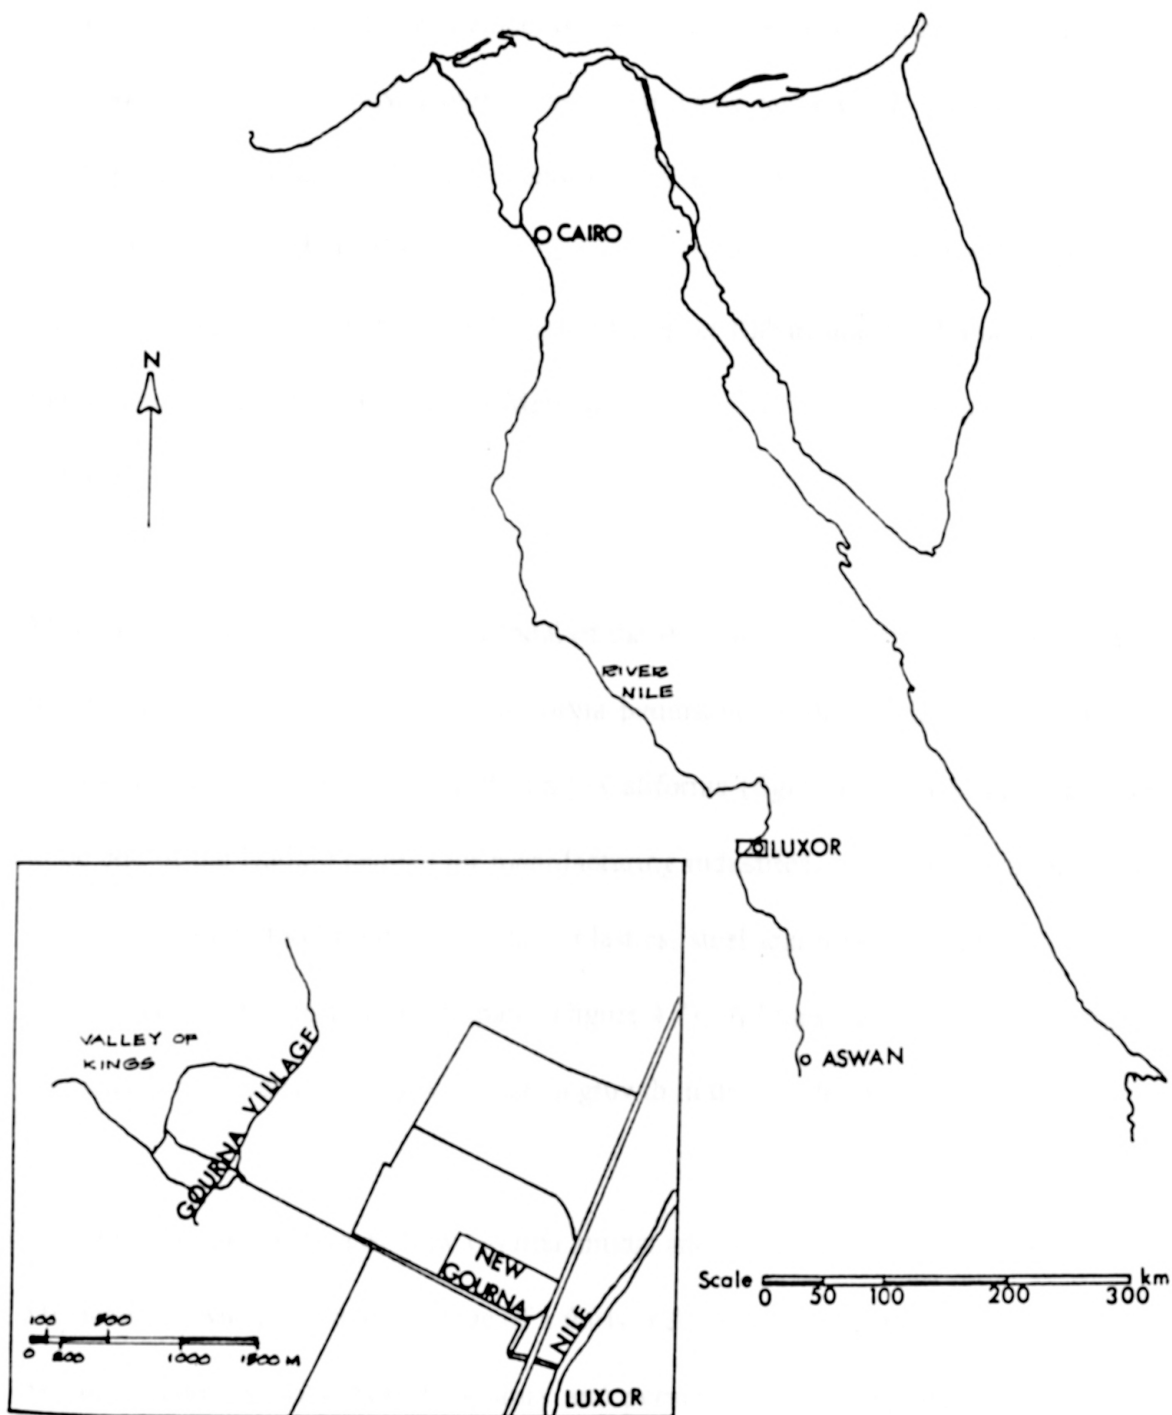 CAIRO
N
RIVER
NILE
LUXOR
ASWAN
VALLEY OF
KINGS
GOURNA VILLAGE
NEW
GOURNA
NILE
LUXOR
100 500
0 200 1000 1500 M
Scale km
0 50 100 200 300